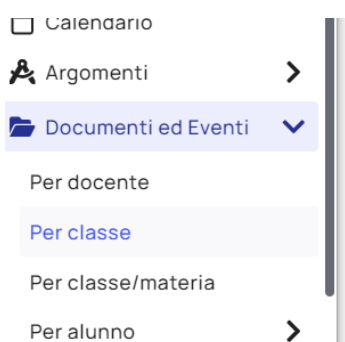 Calendario
Argomenti
Documenti ed Eventi
Per docente
Per classe
Per classe/materia
Per alunno